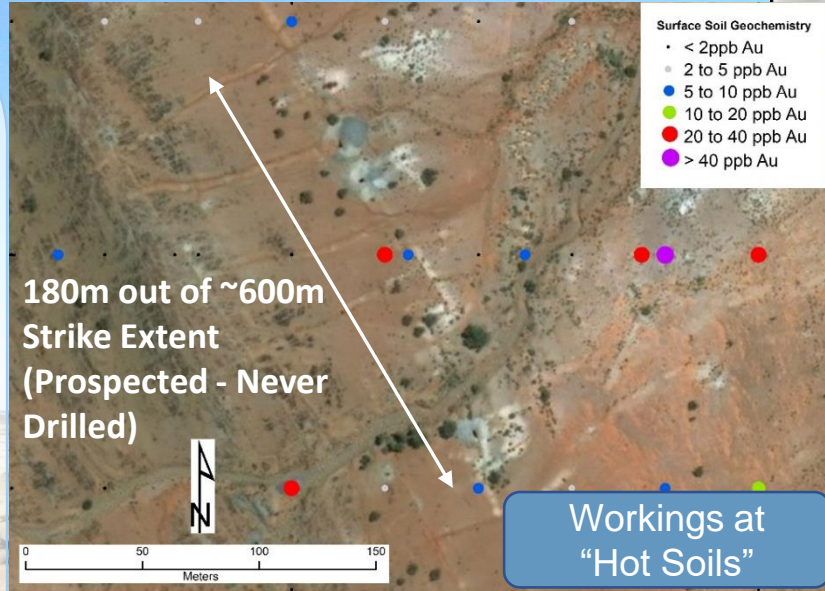 Surface Soil Geochemistry
< 2ppb Au
2 to 5 ppb Au
5 to 10 ppb Au
10 to 20 ppb Au
20 to 40 ppb Au
> 40 ppb Au
180m out of ~600m
Strike Extent
(Prospected - Never
Drilled)
N
0 50 100 150
Meters
Workings at
“Hot Soils”